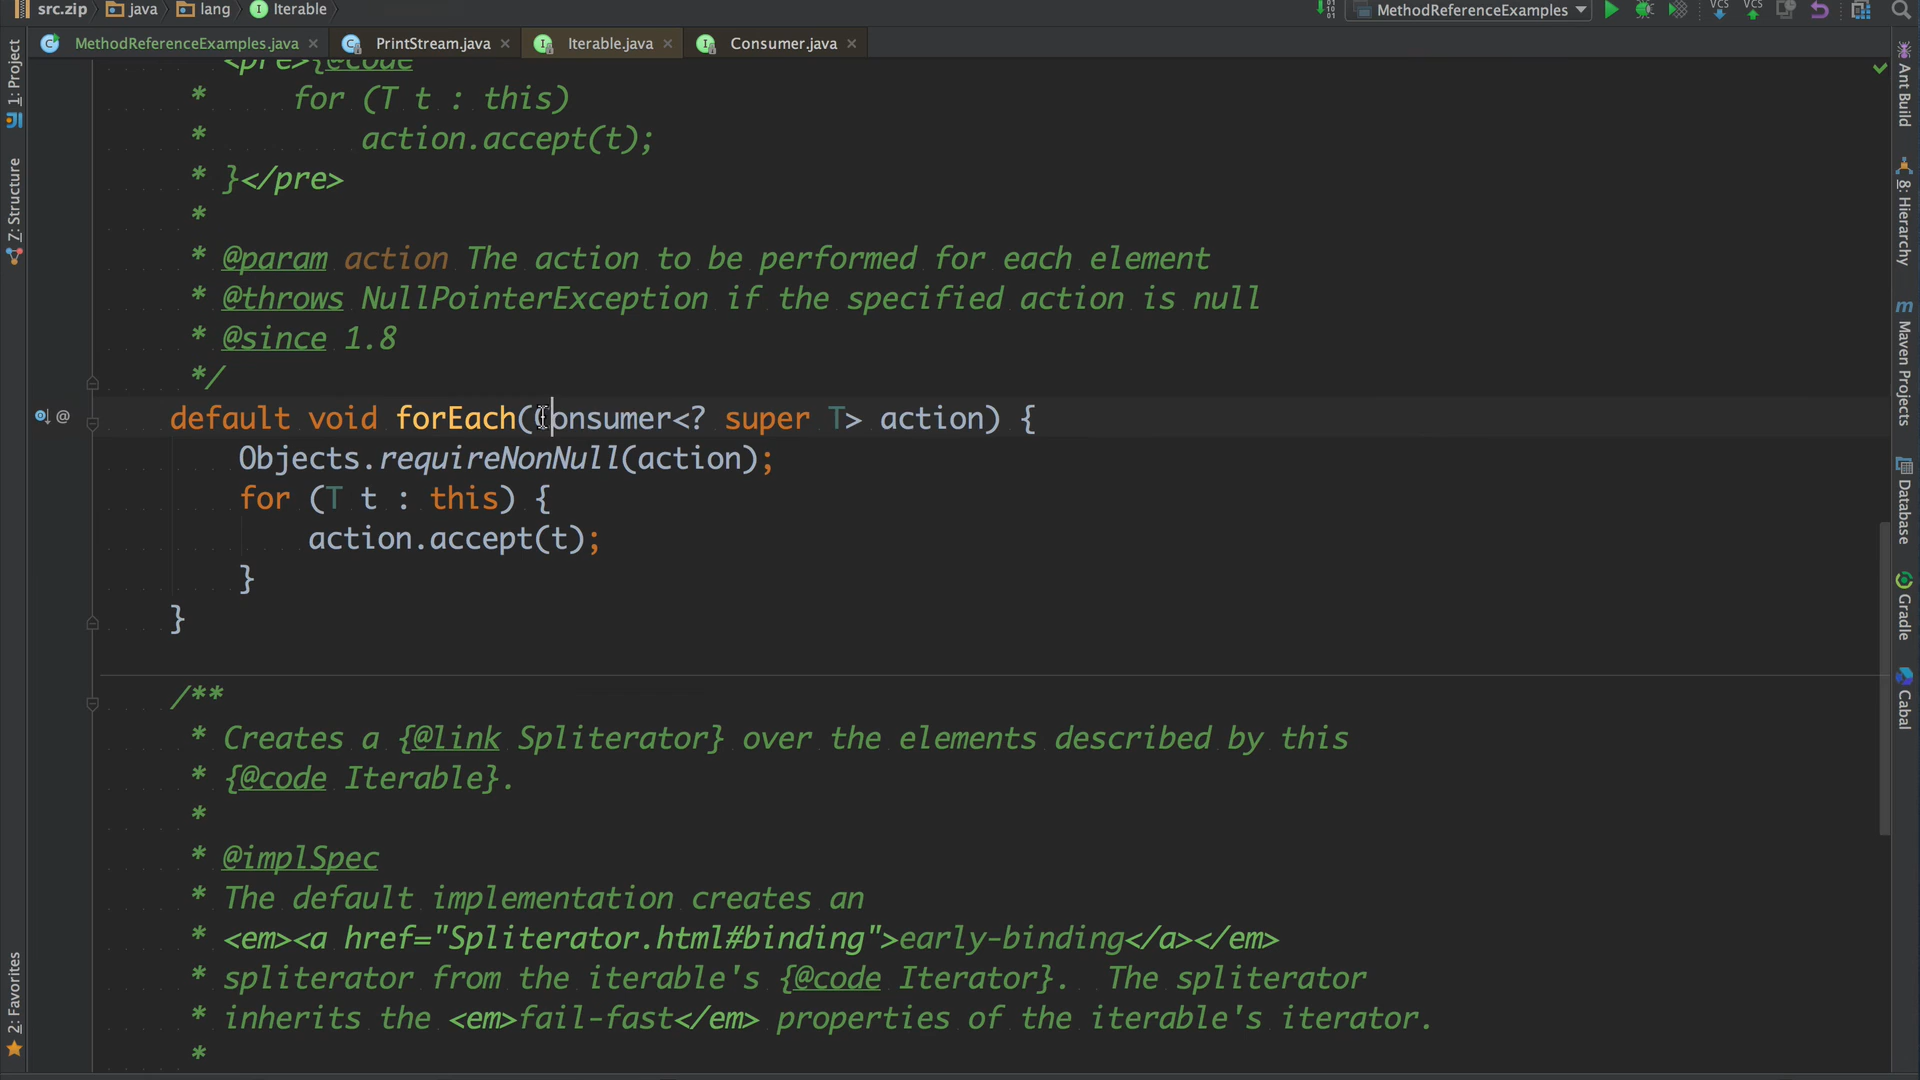 src.zip java lang Iterable MethodReferenceExamples VCS VCS
MethodReferenceExamples.java PrintStream.java Iterable.java Consumer.java
<pre>{@code
* for (T t : this)
* action.accept(t);
* }</pre>
*
* @param action The action to be performed for each element
* @throws NullPointerException if the specified action is null
* @since 1.8
*/
default void forEach(Consumer<? super T> action) {
Objects.requireNonNull(action);
for (T t : this) {
action.accept(t);
}
}
/**
* Creates a {@link Spliterator} over the elements described by this
* {@code Iterable}.
*
* @implSpec
* The default implementation creates an
* <em><a href="Spliterator.html#binding">early-binding</a></em>
* spliterator from the iterable's {@code Iterator}.  The spliterator
* inherits the <em>fail-fast</em> properties of the iterable's iterator.
*
1: Project
7: Structure
2: Favorites
Ant Build
8: Hierarchy
Maven Projects
Database
Gradle
Cabal